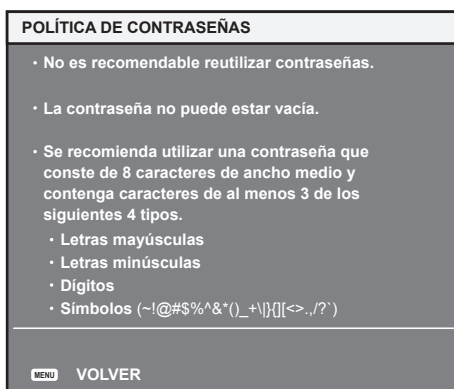 POLÍTICA DE CONTRASEÑAS
・No es recomendable reutilizar contraseñas.
・La contraseña no puede estar vacía.
・Se recomienda utilizar una contraseña que
conste de 8 caracteres de ancho medio y
contenga caracteres de al menos 3 de los
siguientes 4 tipos.
・Letras mayúsculas
・Letras minúsculas
・Dígitos
・Símbolos (~!@#$%^&*()_+\|}{][<>.,/?`)
MENU VOLVER